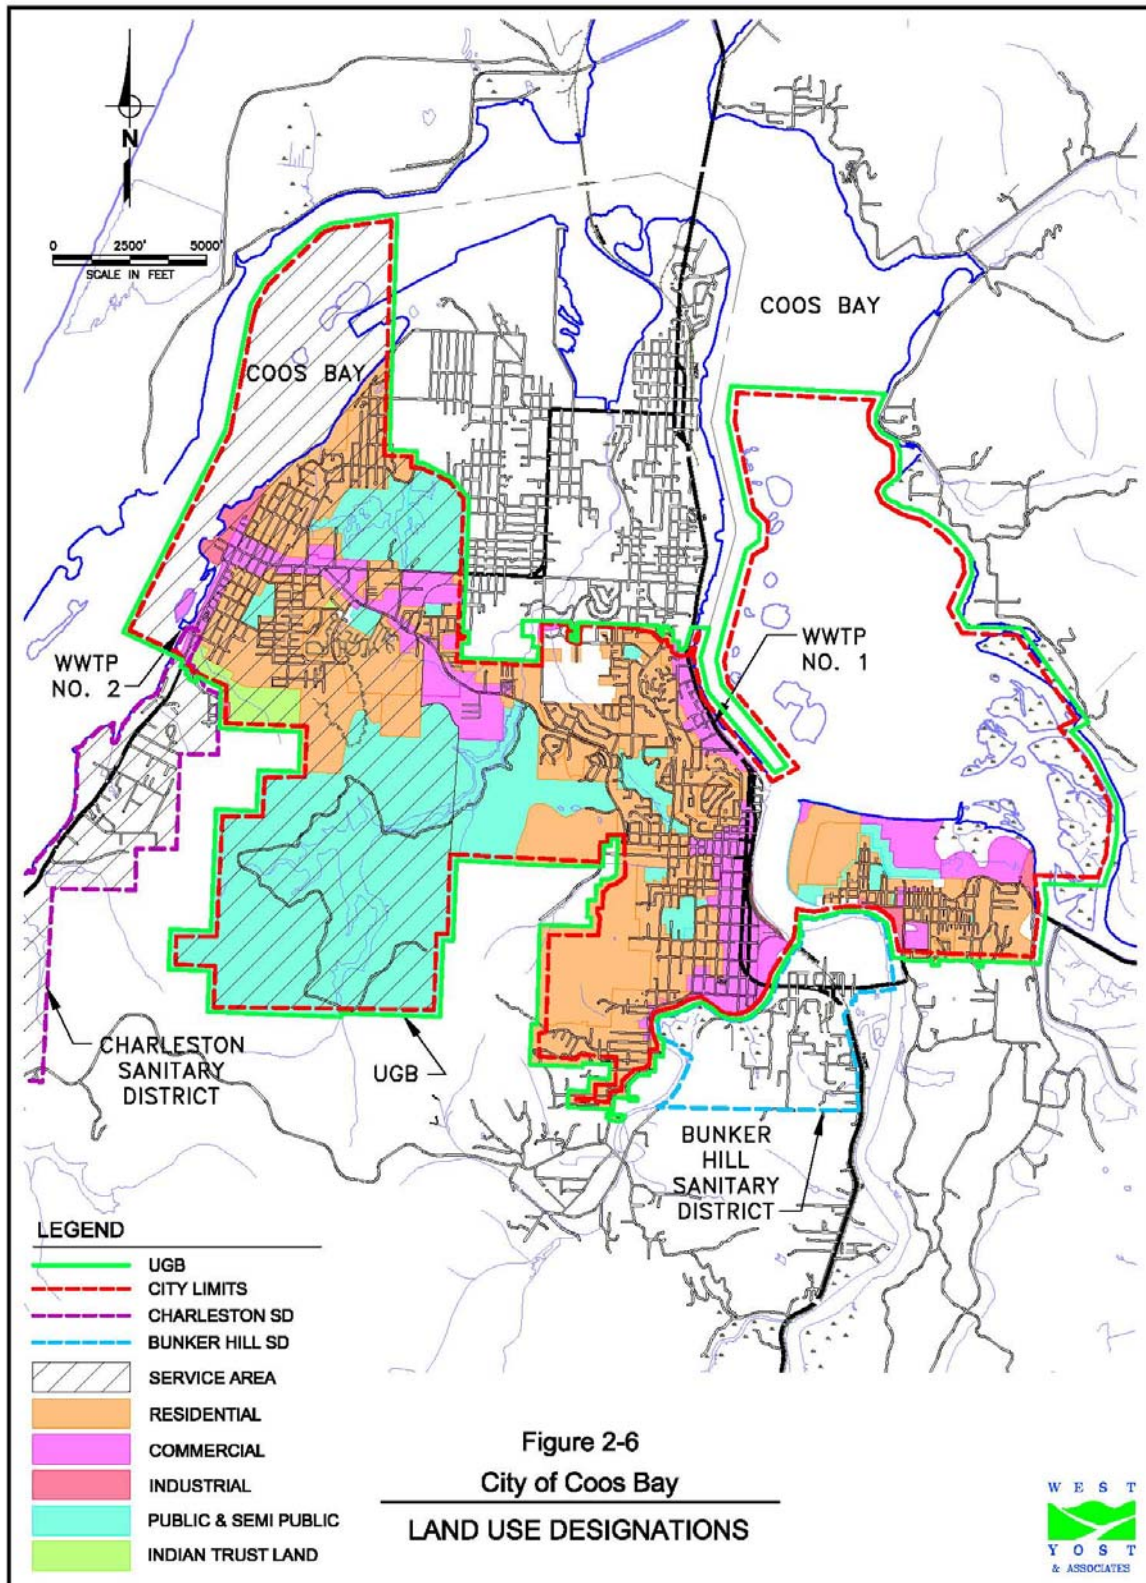 N
0 2500' 5000'
SCALE IN FEET
COOS BAY
COOS BAY
WWTP
NO. 2
WWTP
NO. 1
CHARLESTON
SANITARY
DISTRICT
UGB
BUNKER
HILL
SANITARY
DISTRICT
LEGEND
UGB
CITY LIMITS
CHARLESTON SD
BUNKER HILL SD
SERVICE AREA
RESIDENTIAL
COMMERCIAL
INDUSTRIAL
PUBLIC & SEMI PUBLIC
INDIAN TRUST LAND
Figure 2-6
City of Coos Bay
LAND USE DESIGNATIONS
WEST
YOST
& ASSOCIATES